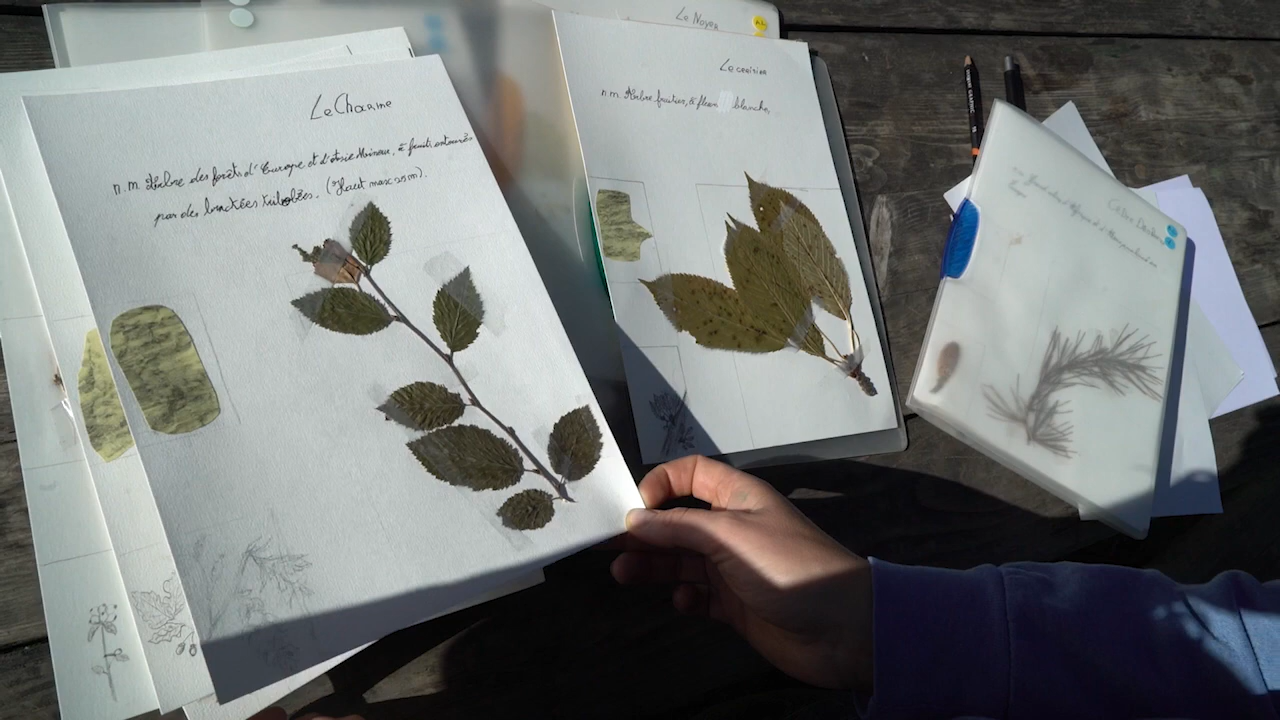 Le Charme
n.m. Arbre des forêts d'Europe et d'Asie Mineur, à fruits entourés
par des bractées trilobées. (Haut max 25 m).
Le Noyer
Le cerisier
n.m. Arbre fruitier, à fleurs blanches